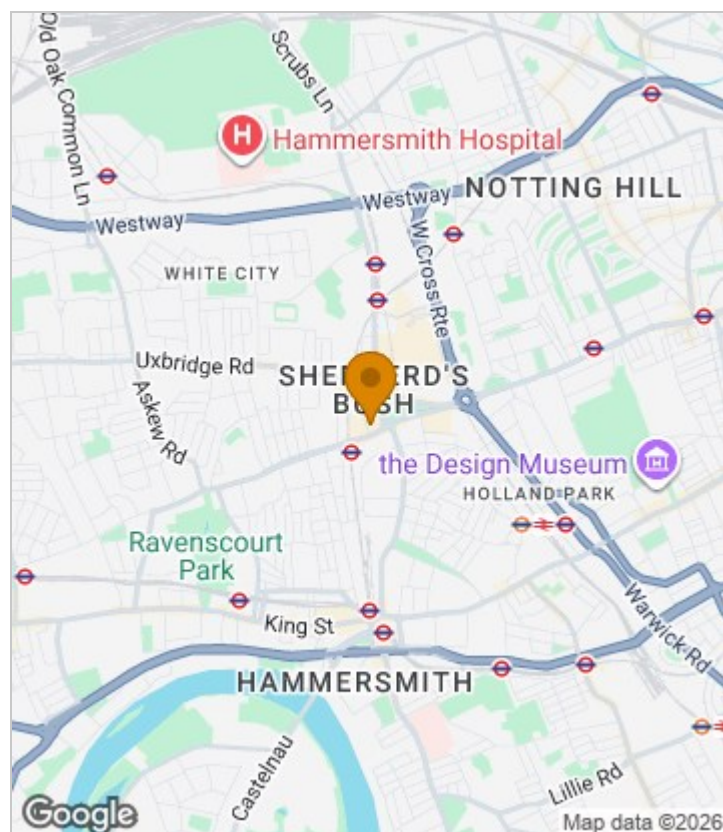 Old Oak Common Ln
Scrubs Ln
H
Hammersmith Hospital
Westway
Westway
NOTTING HILL
W Cross Rte
WHITE CITY
Uxbridge Rd
SHEPHERD'S
BUSH
Askew Rd
the Design Museum
HOLLAND PARK
Ravenscourt
Park
King St
Warwick Rd
HAMMERSMITH
Castelnau
Lillie Rd
Google
Map data ©2026